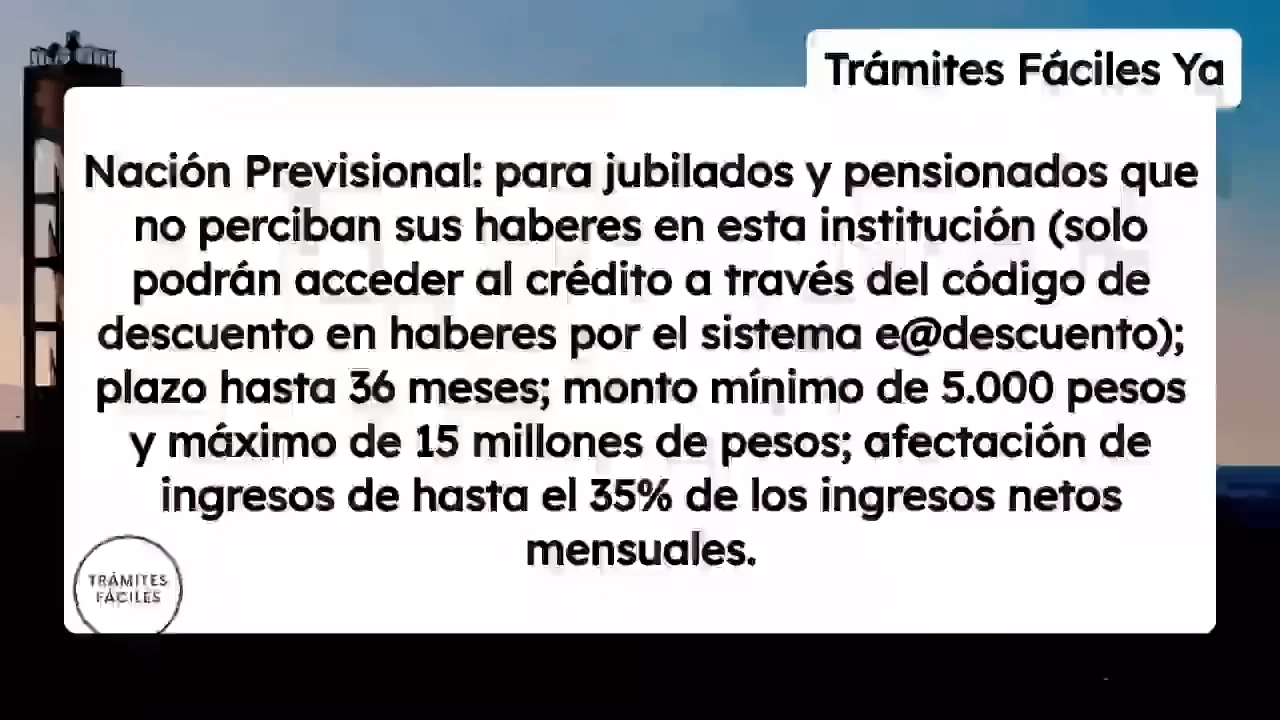 Trámites Fáciles Ya
Nación Previsional: para jubilados y pensionados que
no perciban sus haberes en esta institución (solo
podrán acceder al crédito a través del código de
descuento en haberes por el sistema e@descuento);
plazo hasta 36 meses; monto mínimo de 5.000 pesos
y máximo de 15 millones de pesos; afectación de
ingresos de hasta el 35% de los ingresos netos
mensuales.
TRÁMITES
FÁCILES